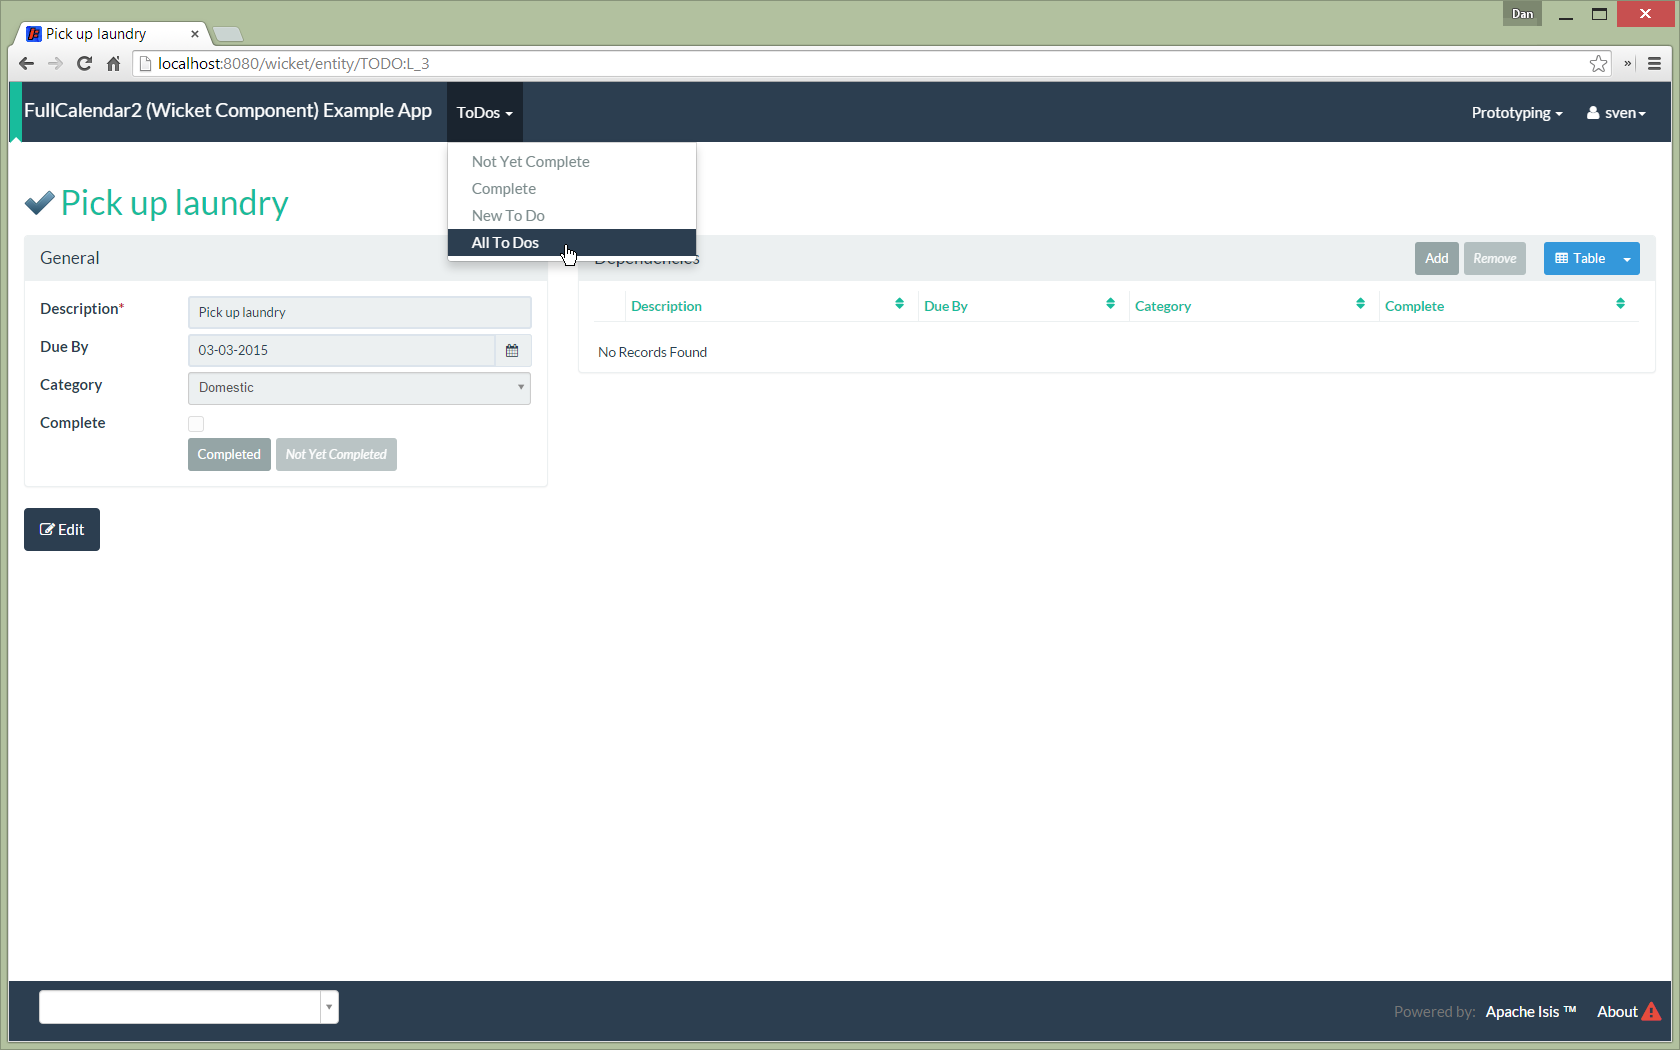 Dan
Pick up laundry
localhost:8080/wicket/entity/TODO:L_3
FullCalendar2 (Wicket Component) Example App
ToDos
Prototyping
sven
Not Yet Complete
Complete
New To Do
All To Dos
Pick up laundry
General
Description*
Pick up laundry
Due By
03-03-2015
Category
Domestic
Complete
Completed
Not Yet Completed
Edit
Dependencies
Add
Remove
Table
Description
Due By
Category
Complete
No Records Found
Powered by: Apache Isis ™
About